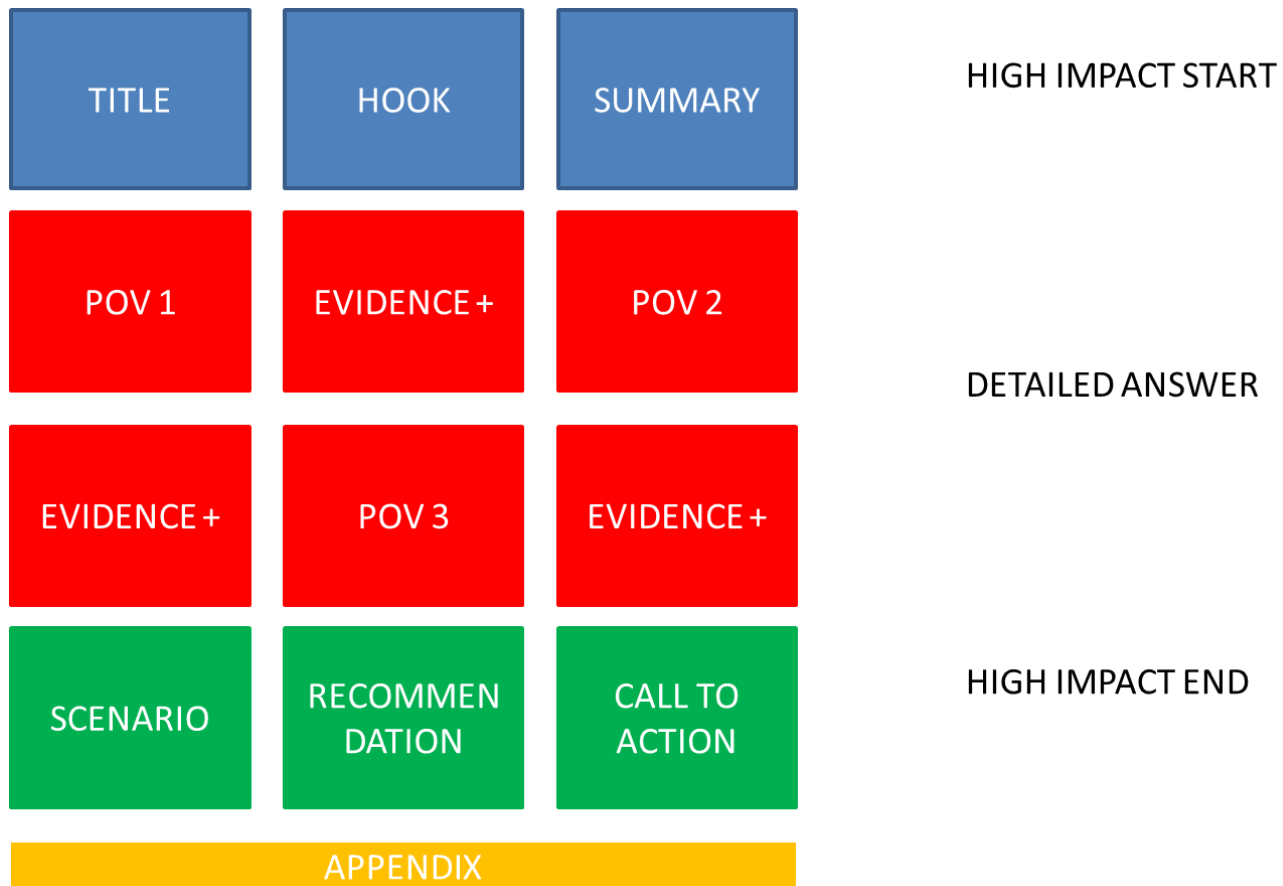 TITLE
HOOK
SUMMARY
HIGH IMPACT START
POV 1
EVIDENCE +
POV 2
DETAILED ANSWER
EVIDENCE +
POV 3
EVIDENCE +
SCENARIO
RECOMMEN
DATION
CALL TO
ACTION
HIGH IMPACT END
APPENDIX